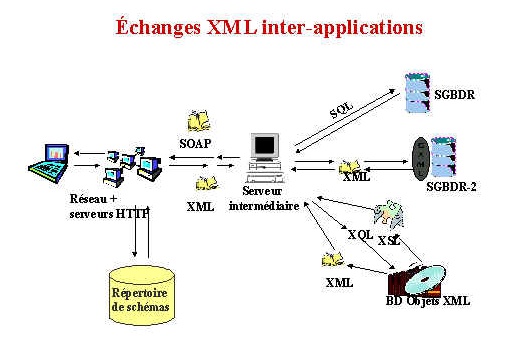 Échanges XML inter-applications
SQL
SGBDR
SOAP
XML
SGBDR-2
Réseau +
serveurs HTTP
XML
Serveur
intermédiaire
XQL
XSL
XML
BD Objets XML
Répertoire
de schémas